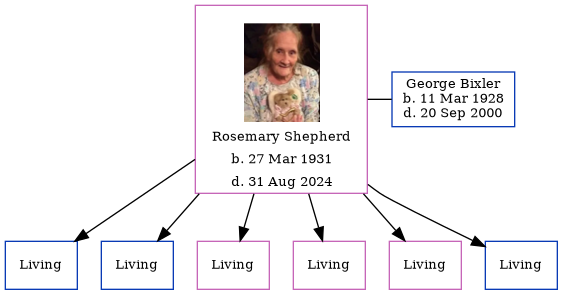 Rosemary Shepherd
b. 27 Mar 1931
d. 31 Aug 2024
George Bixler
b. 11 Mar 1928
d. 20 Sep 2000
Living
Living
Living
Living
Living
Living